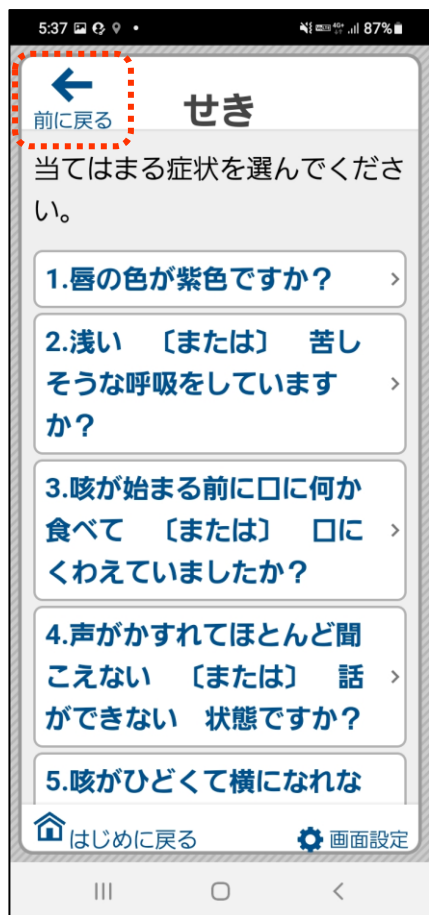 5:37
87%
前に戻る
せき
当てはまる症状を選んでくださ
い。
1.唇の色が紫色ですか？
2.浅い　〔または〕　苦し
そうな呼吸をしています
か？
3.咳が始まる前に口に何か
食べて　〔または〕　口に
くわえていましたか？
4.声がかすれてほとんど聞
こえない　〔または〕　話
ができない　状態ですか？
5.咳がひどくて横になれな
はじめに戻る
画面設定